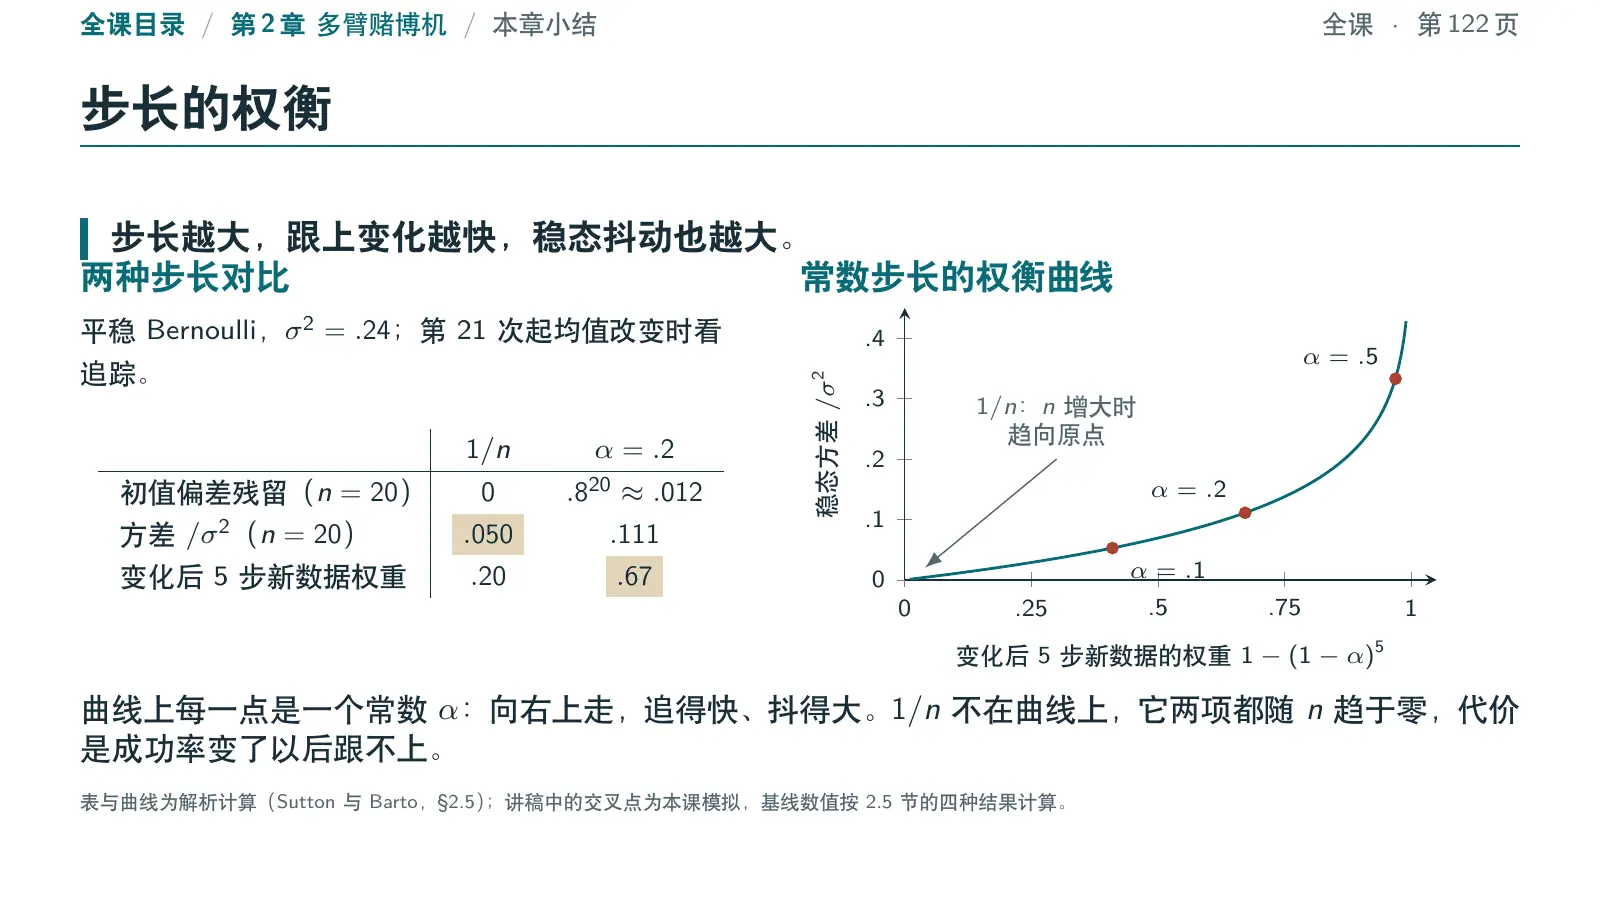 全课目录 / 第2章 多臂赌博机 / 本章小结
全课 · 第122页
步长的权衡
步长越大，跟上变化越快，稳态抖动也越大。
两种步长对比
平稳 Bernoulli，σ² = .24；第 21 次起均值改变时看
追踪。
1/n α = .2
初值偏差残留（n = 20） 0 .8²⁰ ≈ .012
方差 /σ²（n = 20） .050 .111
变化后 5 步新数据权重 .20 .67
常数步长的权衡曲线
稳态方差 /σ²
.4
.3
.2
.1
0
α = .5
1/n：n 增大时
趋向原点
α = .2
α = .1
0 .25 .5 .75 1
变化后 5 步新数据的权重 1 − (1 − α)⁵
曲线上每一点是一个常数 α：向右上走，追得快、抖得大。1/n 不在曲线上，它两项都随 n 趋于零，代价
是成功率变了以后跟不上。
表与曲线为解析计算（Sutton 与 Barto，§2.5）；讲稿中的交叉点为本课模拟，基线数值按 2.5 节的四种结果计算。